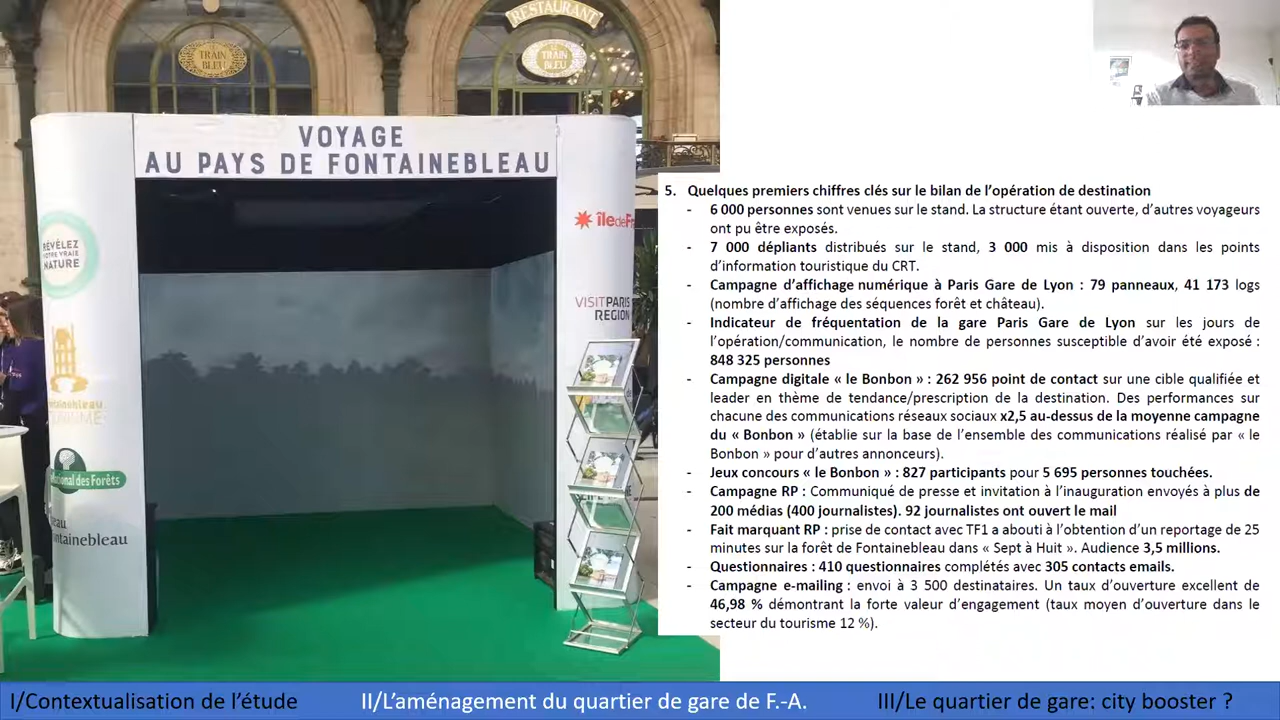 RESTAURANT
LE
TRAIN
BLEU
LE
TRAIN
BLEU
VOYAGE
AU PAYS DE FONTAINEBLEAU
RÉVÉLEZ
VOTRE VRAIE
NATURE
îledeFr
VISITPARIS
REGION
ntainebleau
national des Forêts
eau
ontainebleau
5. Quelques premiers chiffres clés sur le bilan de l’opération de destination
- 6 000 personnes sont venues sur le stand. La structure étant ouverte, d’autres voyageurs
ont pu être exposés.
- 7 000 dépliants distribués sur le stand, 3 000 mis à disposition dans les points
d’information touristique du CRT.
- Campagne d’affichage numérique à Paris Gare de Lyon : 79 panneaux, 41 173 logs
(nombre d’affichage des séquences forêt et château).
- Indicateur de fréquentation de la gare Paris Gare de Lyon sur les jours de
l’opération/communication, le nombre de personnes susceptible d’avoir été exposé :
848 325 personnes
- Campagne digitale « le Bonbon » : 262 956 point de contact sur une cible qualifiée et
leader en thème de tendance/prescription de la destination. Des performances sur
chacune des communications réseaux sociaux x2,5 au-dessus de la moyenne campagne
du « Bonbon » (établie sur la base de l’ensemble des communications réalisé par « le
Bonbon » pour d’autres annonceurs).
- Jeux concours « le Bonbon » : 827 participants pour 5 695 personnes touchées.
- Campagne RP : Communiqué de presse et invitation à l’inauguration envoyés à plus de
200 médias (400 journalistes). 92 journalistes ont ouvert le mail
- Fait marquant RP : prise de contact avec TF1 a abouti à l’obtention d’un reportage de 25
minutes sur la forêt de Fontainebleau dans « Sept à Huit ». Audience 3,5 millions.
- Questionnaires : 410 questionnaires complétés avec 305 contacts emails.
- Campagne e-mailing : envoi à 3 500 destinataires. Un taux d’ouverture excellent de
46,98 % démontrant la forte valeur d’engagement (taux moyen d’ouverture dans le
secteur du tourisme 12 %).
I/Contextualisation de l’étude II/L’aménagement du quartier de gare de F.-A. III/Le quartier de gare: city booster ?